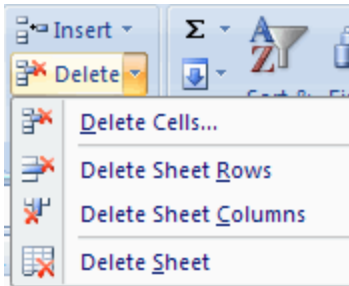 Insert
Σ
A
Z
Delete
Delete Cells...
Delete Sheet Rows
Delete Sheet Columns
Delete Sheet